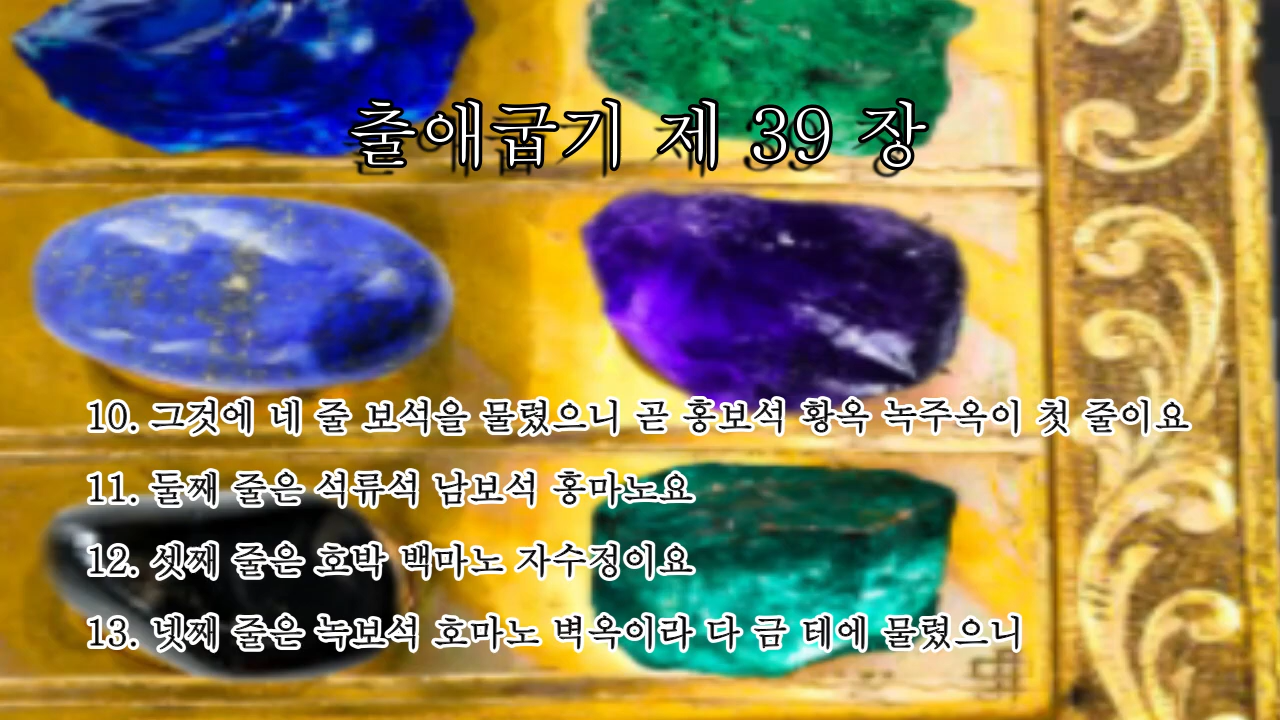 출애굽기 제 39 장
10. 그것에 네 줄 보석을 물렸으니 곧 홍보석 황옥 녹주옥이 첫 줄이요
11. 둘째 줄은 석류석 남보석 홍마노요
12. 셋째 줄은 호박 백마노 자수정이요
13. 넷째 줄은 녹보석 호마노 벽옥이라 다 금 테에 물렸으니